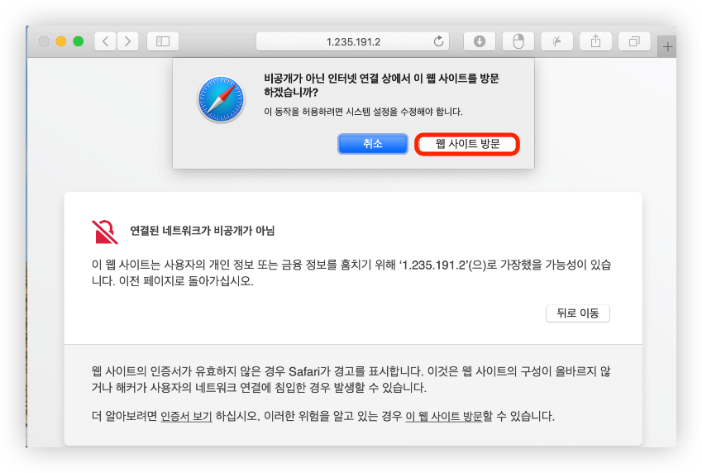 1.235.191.2
비공개가 아닌 인터넷 연결 상에서 이 웹 사이트를 방문
하겠습니까?
이 동작을 허용하려면 시스템 설정을 수정해야 합니다.
취소
웹 사이트 방문
연결된 네트워크가 비공개가 아님
이 웹 사이트는 사용자의 개인 정보 또는 금융 정보를 훔치기 위해 ‘1.235.191.2’(으)로 가장했을 가능성이 있습
니다. 이전 페이지로 돌아가십시오.
뒤로 이동
웹 사이트의 인증서가 유효하지 않은 경우 Safari가 경고를 표시합니다. 이것은 웹 사이트의 구성이 올바르지 않
거나 해커가 사용자의 네트워크 연결에 침입한 경우 발생할 수 있습니다.
더 알아보려면 인증서 보기 하십시오. 이러한 위험을 알고 있는 경우 이 웹 사이트 방문할 수 있습니다.